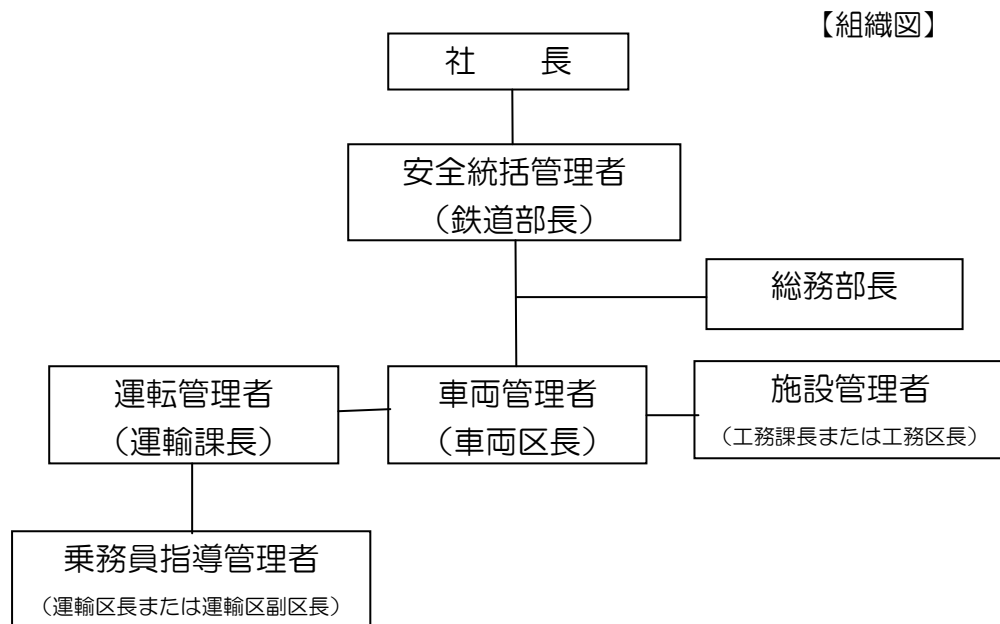 【組織図】
社　　長
安全統括管理者
（鉄道部長）
総務部長
運転管理者
（運輸課長）
車両管理者
（車両区長）
施設管理者
（工務課長または工務区長）
乗務員指導管理者
（運輸区長または運輸区副区長）